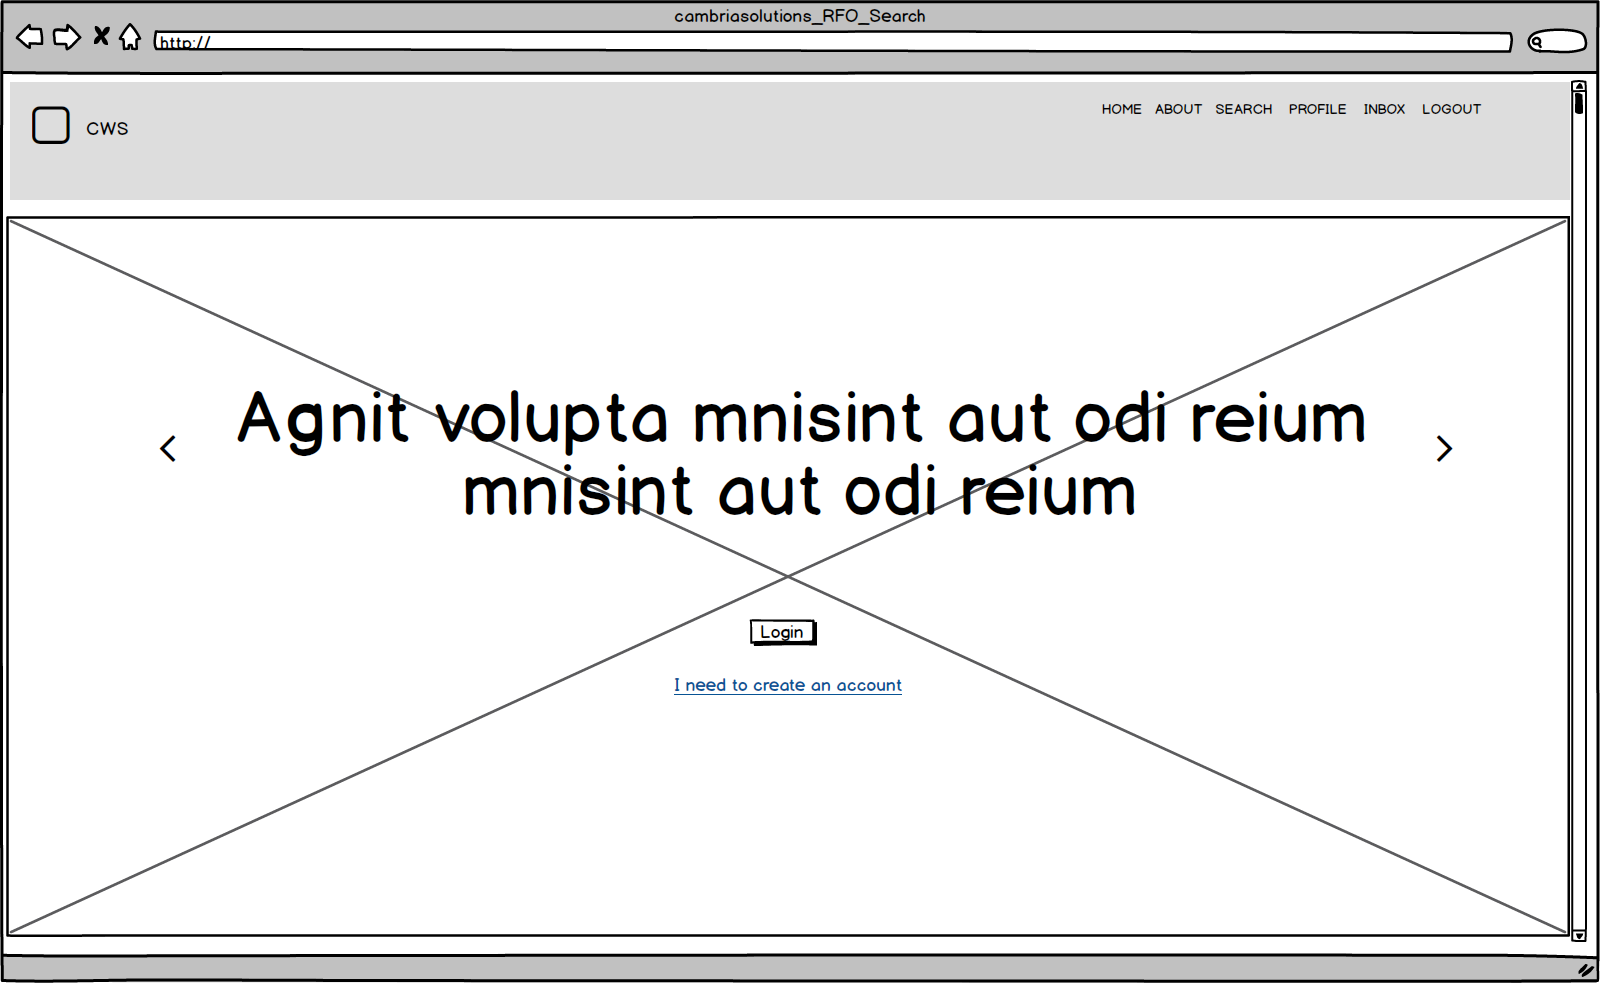 cambriasolutions_RFO_Search
http://
CWS
HOME ABOUT SEARCH PROFILE INBOX LOGOUT
Agnit volupta mnisint aut odi reium
mnisint aut odi reium
Login
I need to create an account